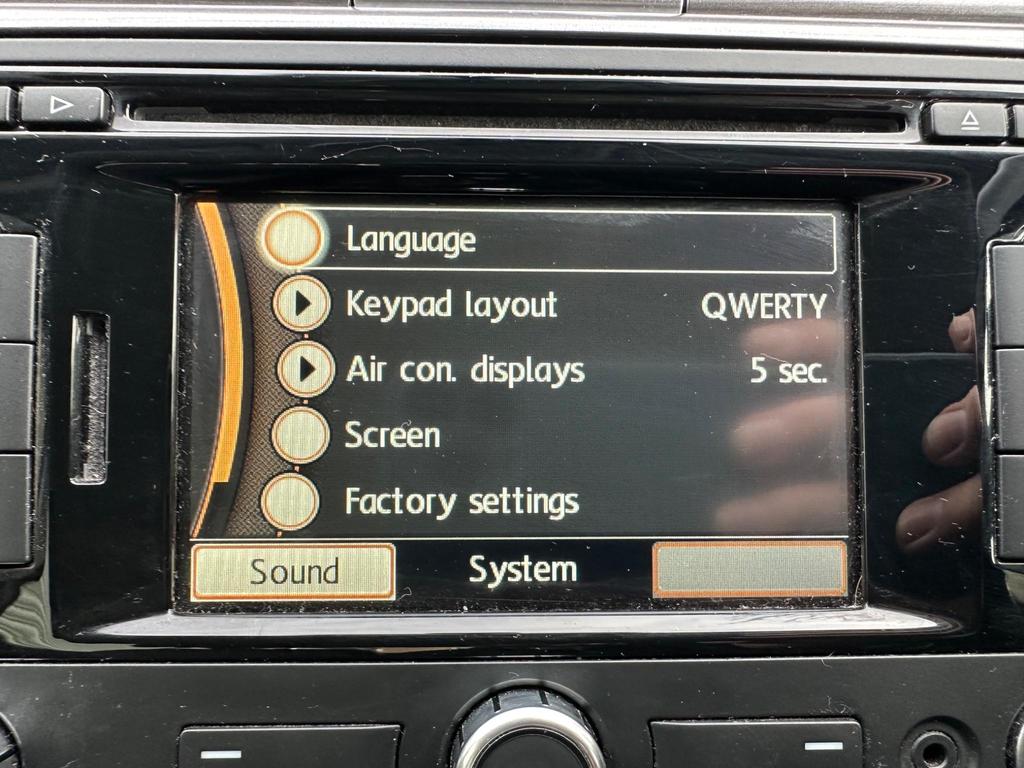 Language
Keypad layout QWERTY
Air con. displays 5 sec.
Screen
Factory settings
Sound System